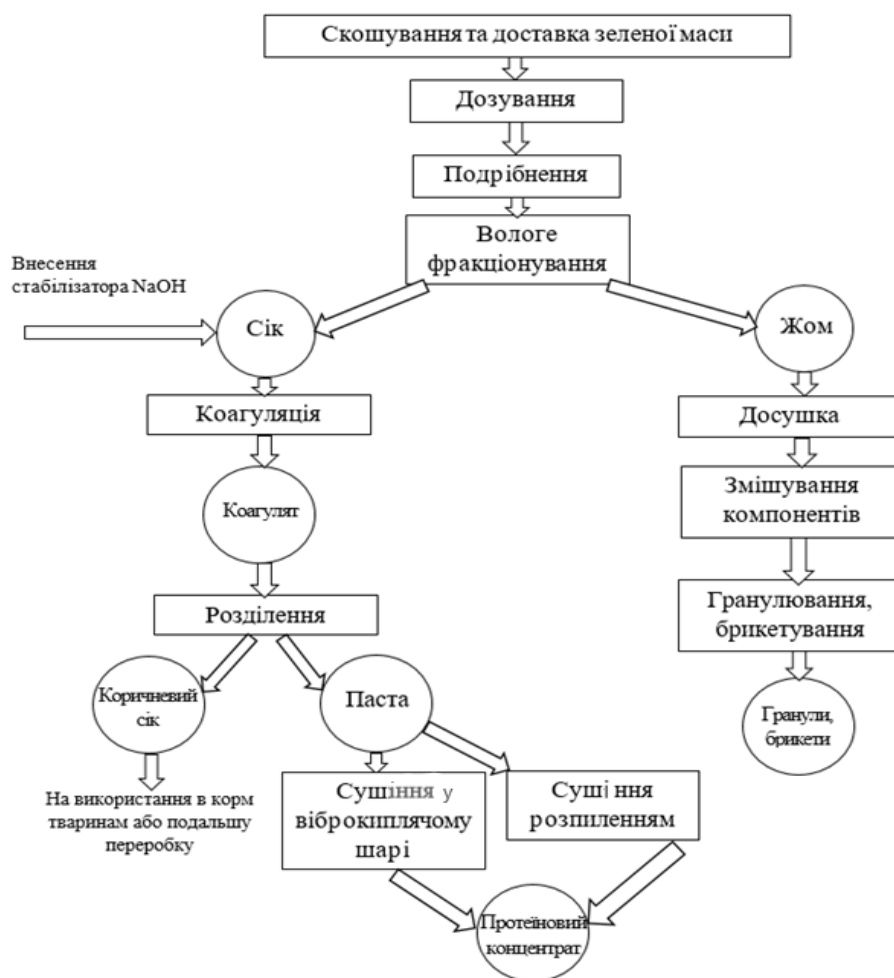 Скошування та доставка зеленої маси
Дозування
Подрібнення
Вологе
фракціонування
Внесення
стабілізатора NaOH
Сік
Жом
Коагуляція
Досушка
Коагулят
Змішування
компонентів
Розділення
Гранулювання,
брикетування
Коричневий
сік
Паста
Гранули,
брикети
На використання в корм
тваринам або подальшу
переробку
Сушіння у
віброкиплячому
шарі
Сушіння
розпиленням
Протеїновий
концентрат